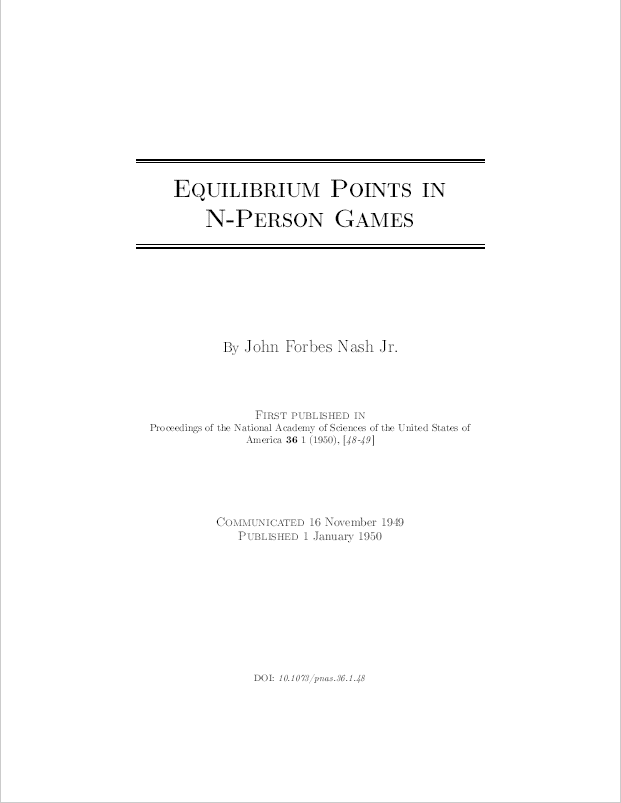 Equilibrium Points in
N-Person Games
By John Forbes Nash Jr.
First published in
Proceedings of the National Academy of Sciences of the United States of
America 36 1 (1950), [48-49]
Communicated 16 November 1949
Published 1 January 1950
DOI: 10.1073/pnas.36.1.48